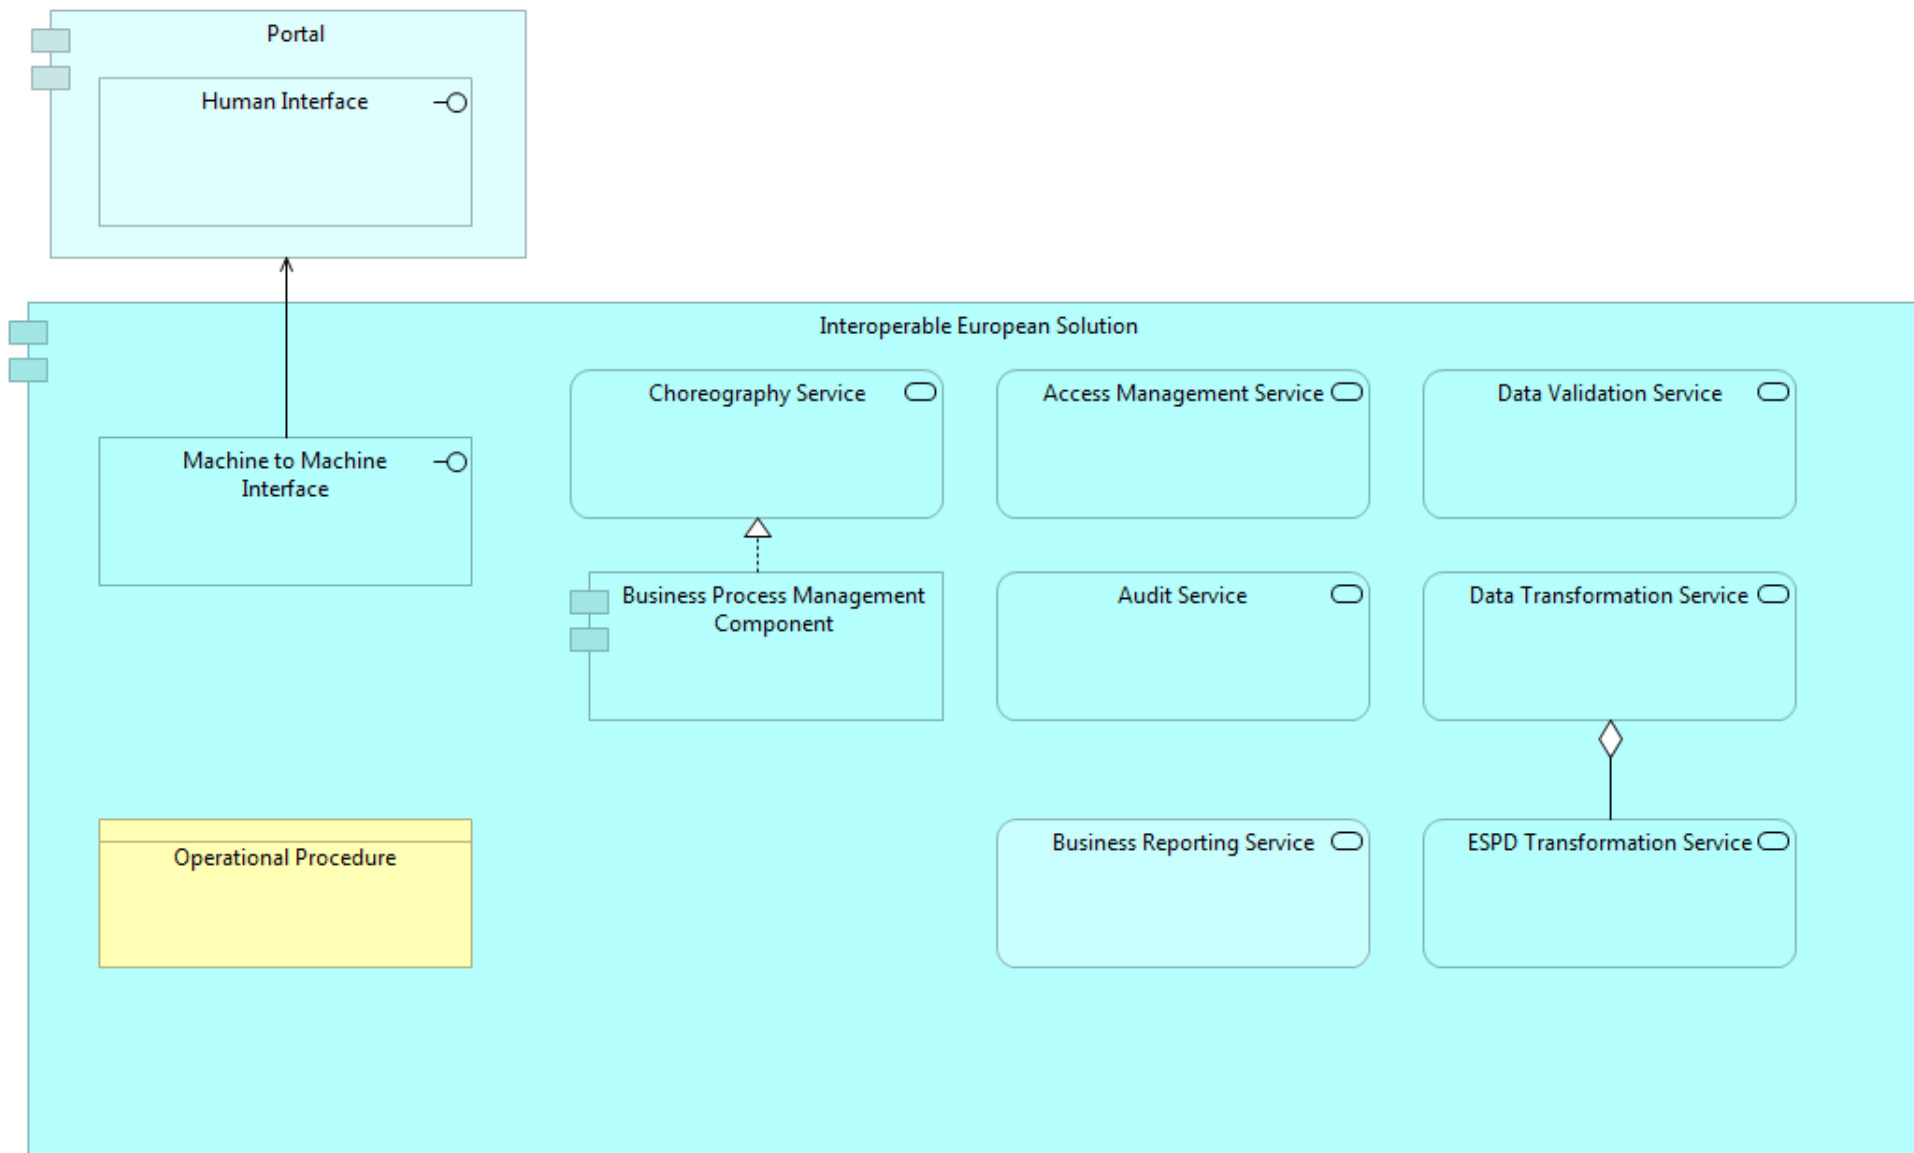 Portal
Human Interface
Interoperable European Solution
Choreography Service
Access Management Service
Data Validation Service
Machine to Machine
Interface
Business Process Management
Component
Audit Service
Data Transformation Service
Operational Procedure
Business Reporting Service
ESPD Transformation Service